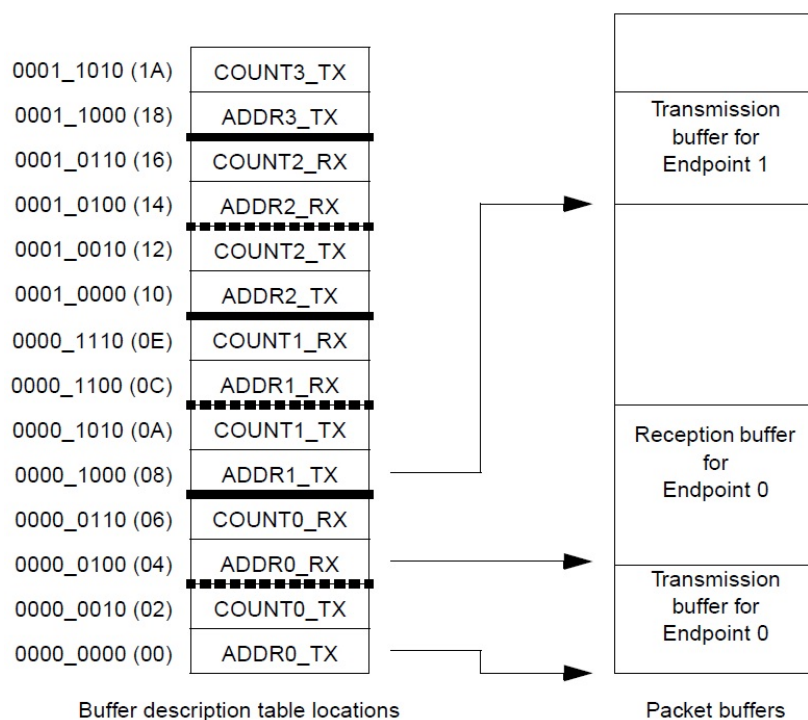 0001_1010 (1A) COUNT3_TX
0001_1000 (18) ADDR3_TX
0001_0110 (16) COUNT2_RX
0001_0100 (14) ADDR2_RX
0001_0010 (12) COUNT2_TX
0001_0000 (10) ADDR2_TX
0000_1110 (0E) COUNT1_RX
0000_1100 (0C) ADDR1_RX
0000_1010 (0A) COUNT1_TX
0000_1000 (08) ADDR1_TX
0000_0110 (06) COUNT0_RX
0000_0100 (04) ADDR0_RX
0000_0010 (02) COUNT0_TX
0000_0000 (00) ADDR0_TX
Buffer description table locations
Transmission
buffer for
Endpoint 1
Reception buffer
for
Endpoint 0
Transmission
buffer for
Endpoint 0
Packet buffers